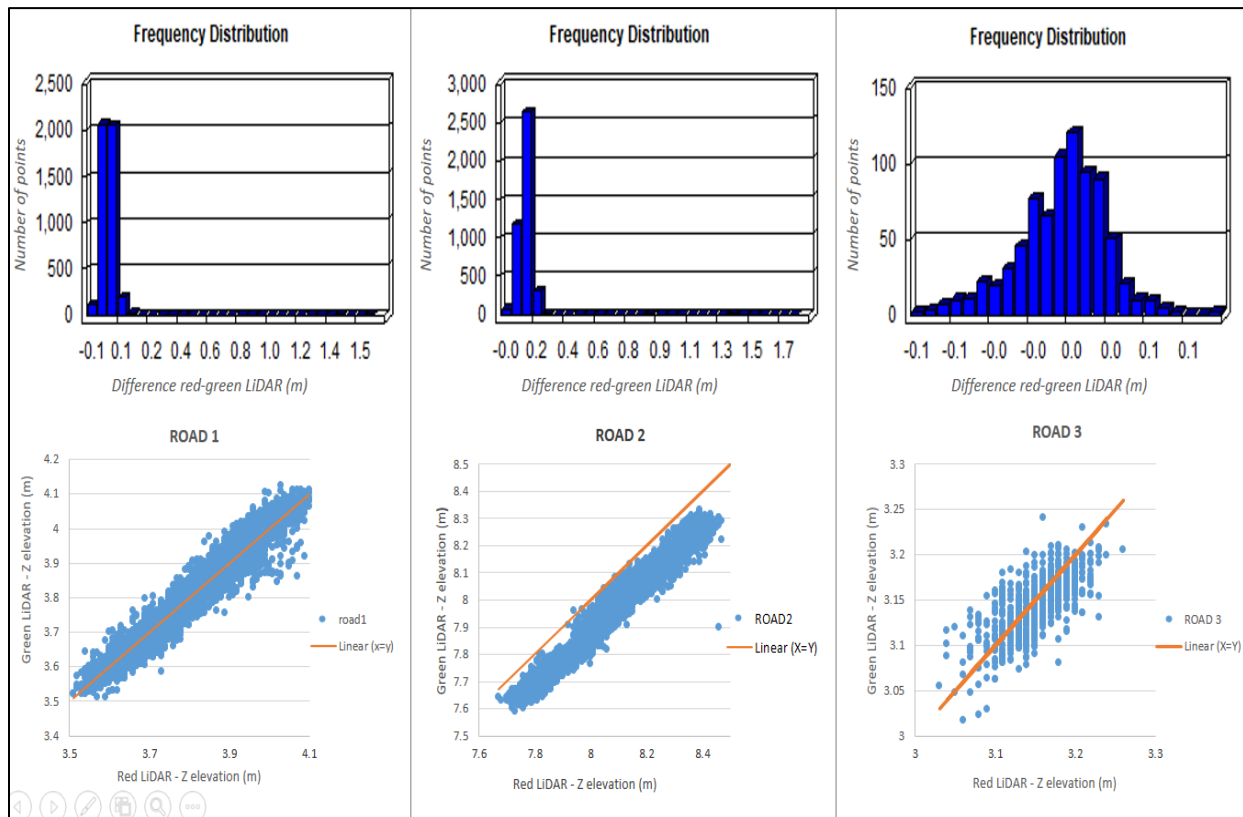 Frequency Distribution
2,500
2,000
1,500
1,000
500
0
Number of points
-0.1 0.1 0.2 0.4 0.6 0.8 1.0 1.2 1.4 1.5
Difference red-green LiDAR (m)
Frequency Distribution
3,000
2,500
2,000
1,500
1,000
500
0
Number of points
-0.0 0.2 0.4 0.6 0.8 0.9 1.1 1.3 1.5 1.7
Difference red-green LiDAR (m)
Frequency Distribution
150
100
50
0
Number of points
-0.1 -0.1 -0.0 -0.0 0.0 0.0 0.1 0.1
Difference red-green LiDAR (m)
ROAD 1
4.2
4.1
4
3.9
3.8
3.7
3.6
3.5
3.4
Green LiDAR - Z elevation (m)
3.5 3.7 3.9 4.1
Red LiDAR - Z elevation (m)
road1
Linear (x=y)
ROAD 2
8.5
8.4
8.3
8.2
8.1
8
7.9
7.8
7.7
7.6
7.5
Green LiDAR - Z elevation (m)
7.6 7.8 8 8.2 8.4
Red LiDAR - Z elevation (m)
ROAD2
Linear (X=Y)
ROAD 3
3.3
3.25
3.2
3.15
3.1
3.05
3
Green LiDAR - Z elevation (m)
3 3.1 3.2 3.3
Red LiDAR - Z elevation (m)
ROAD 3
Linear (X=Y)